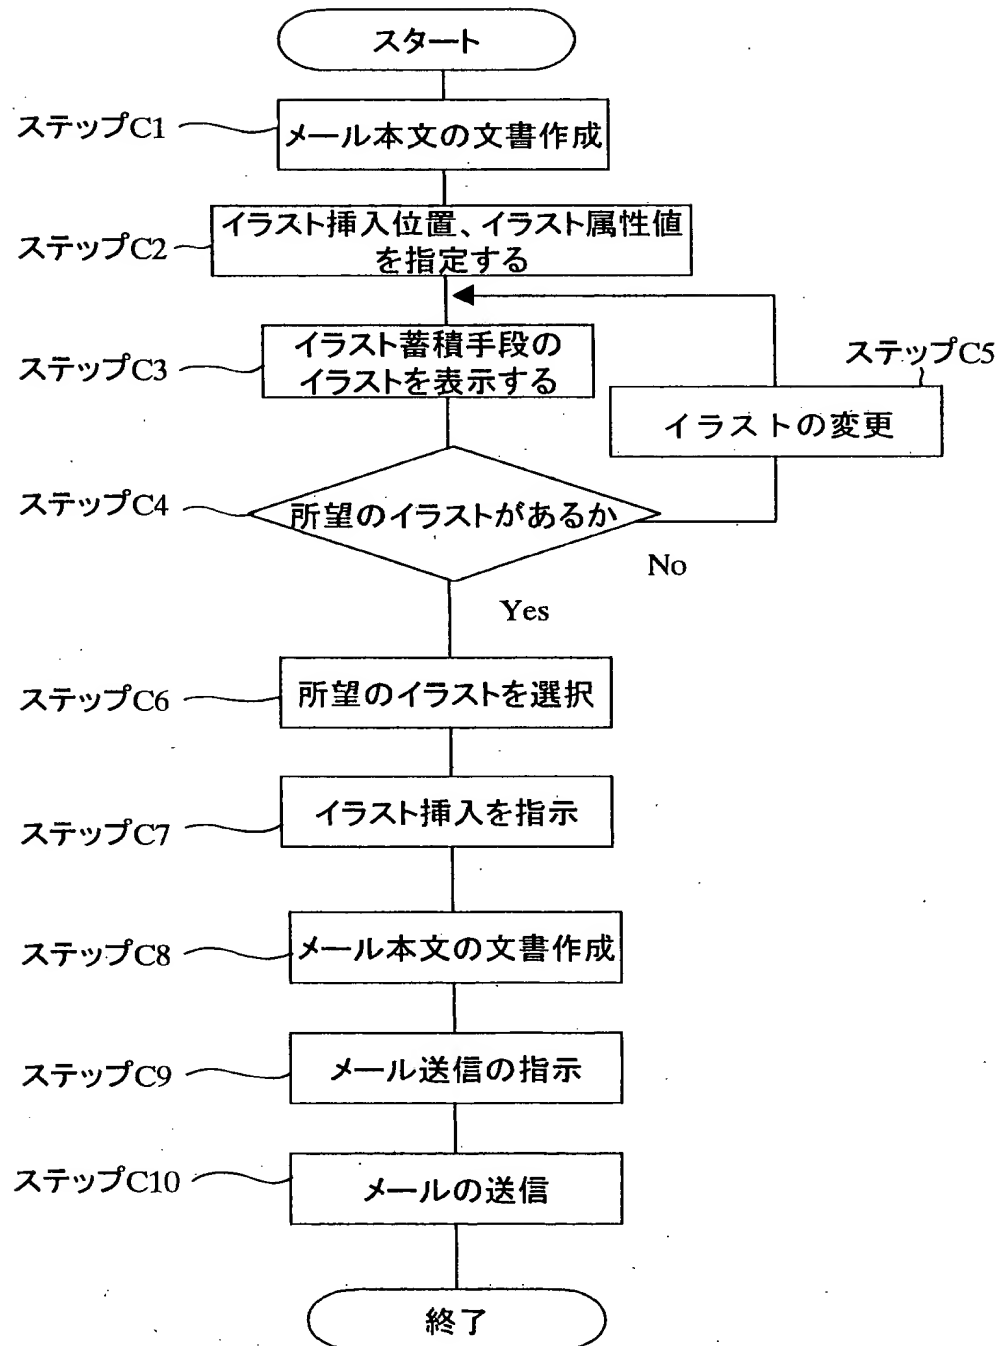 スタート
ステップC1
メール本文の文書作成
ステップC2
イラスト挿入位置、イラスト属性値
を指定する
ステップC3
イラスト蓄積手段の
イラストを表示する
ステップC5
イラストの変更
ステップC4
所望のイラストがあるか
No
Yes
ステップC6
所望のイラストを選択
ステップC7
イラスト挿入を指示
ステップC8
メール本文の文書作成
ステップC9
メール送信の指示
ステップC10
メールの送信
終了